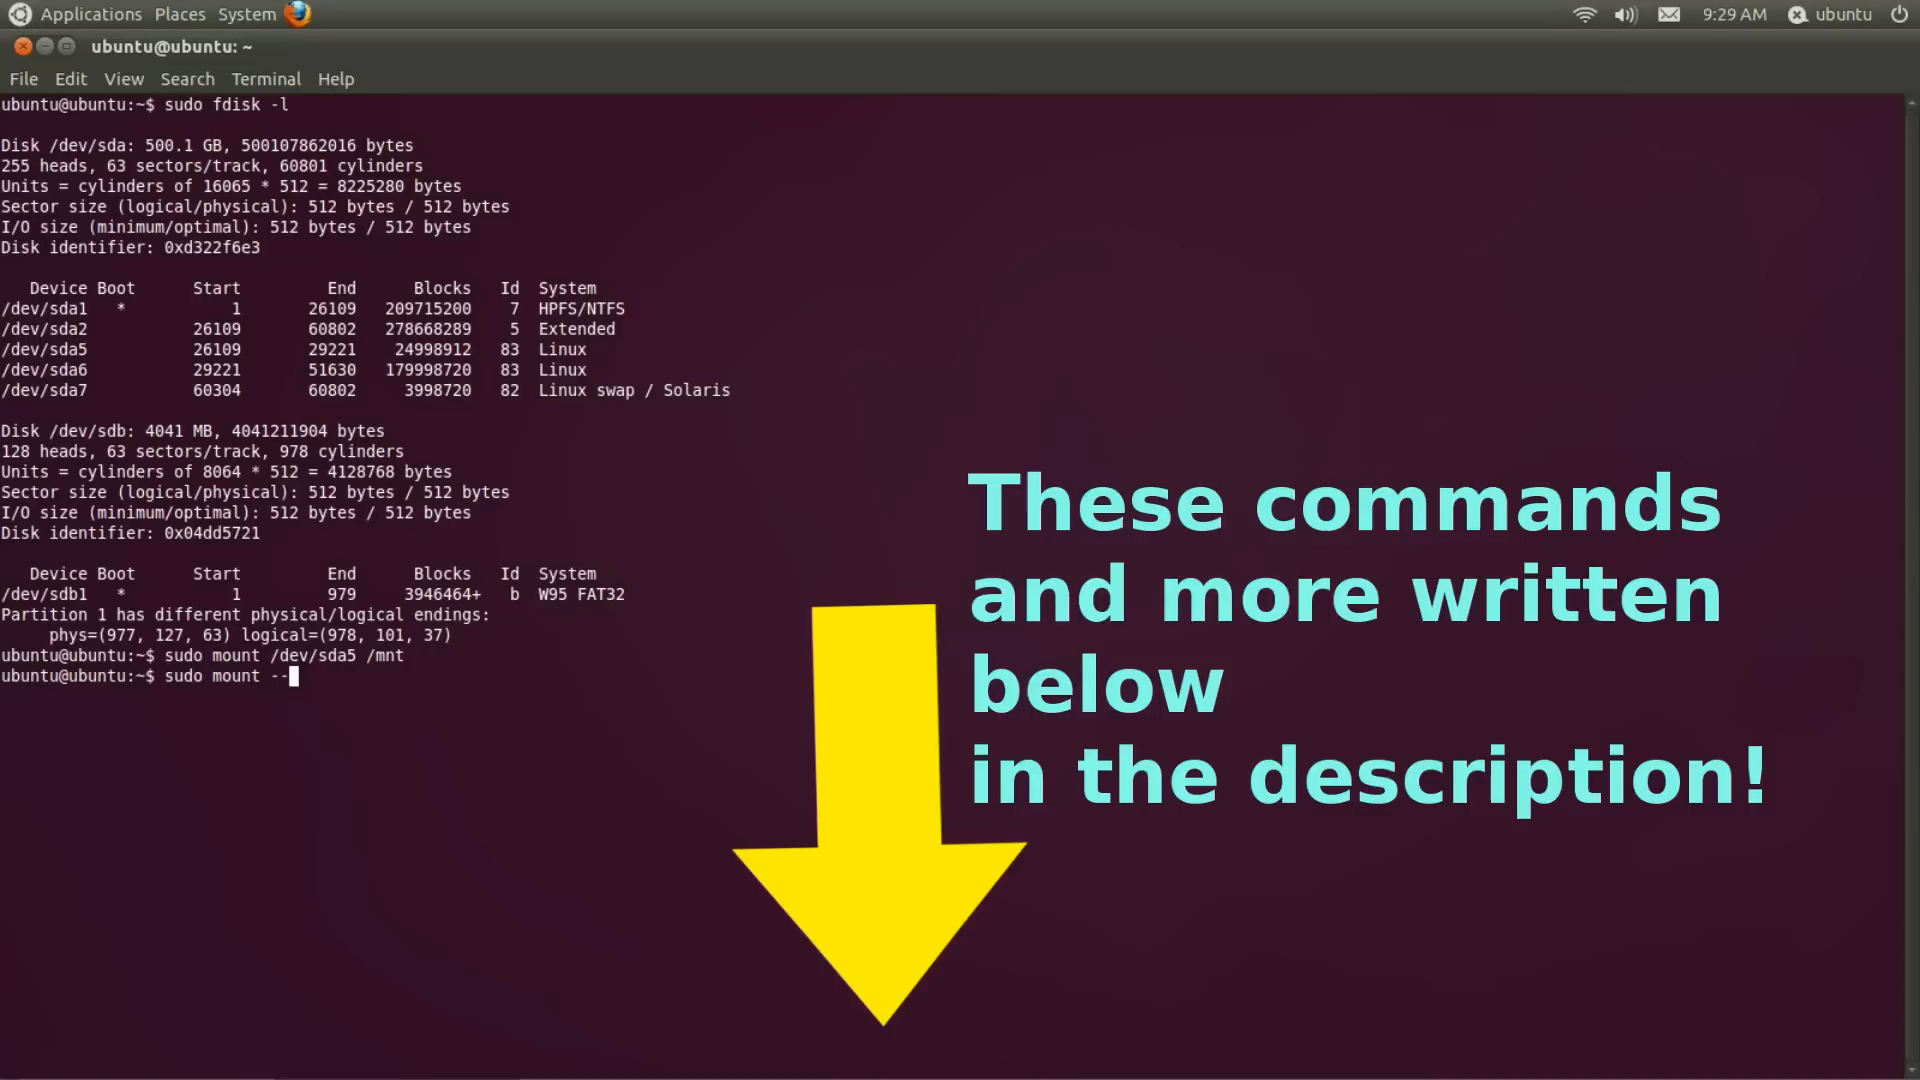 Applications Places System 9:29 AM ubuntu
ubuntu@ubuntu: ~
File Edit View Search Terminal Help
ubuntu@ubuntu:~$ sudo fdisk -l
Disk /dev/sda: 500.1 GB, 500107862016 bytes
255 heads, 63 sectors/track, 60801 cylinders
Units = cylinders of 16065 * 512 = 8225280 bytes
Sector size (logical/physical): 512 bytes / 512 bytes
I/O size (minimum/optimal): 512 bytes / 512 bytes
Disk identifier: 0xd322f6e3
Device Boot Start End Blocks Id System
/dev/sda1 * 1 26109 209715200 7 HPFS/NTFS
/dev/sda2 26109 60802 278668289 5 Extended
/dev/sda5 26109 29221 24998912 83 Linux
/dev/sda6 29221 51630 179998720 83 Linux
/dev/sda7 60304 60802 3998720 82 Linux swap / Solaris
Disk /dev/sdb: 4041 MB, 4041211904 bytes
128 heads, 63 sectors/track, 978 cylinders
Units = cylinders of 8064 * 512 = 4128768 bytes
Sector size (logical/physical): 512 bytes / 512 bytes
I/O size (minimum/optimal): 512 bytes / 512 bytes
Disk identifier: 0x04dd5721
Device Boot Start End Blocks Id System
/dev/sdb1 * 1 979 3946464+ b W95 FAT32
Partition 1 has different physical/logical endings:
phys=(977, 127, 63) logical=(978, 101, 37)
ubuntu@ubuntu:~$ sudo mount /dev/sda5 /mnt
ubuntu@ubuntu:~$ sudo mount --
These commands
and more written
below
in the description!